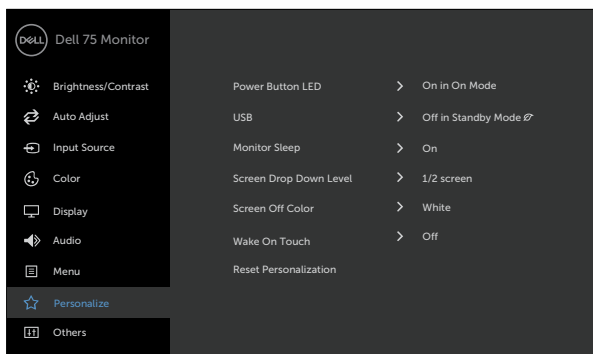 DELL Dell 75 Monitor
Brightness/Contrast
Auto Adjust
Input Source
Color
Display
Audio
Menu
Personalize
Others
Power Button LED > On in On Mode
USB > Off in Standby Mode
Monitor Sleep > On
Screen Drop Down Level > 1/2 screen
Screen Off Color > White
Wake On Touch > Off
Reset Personalization